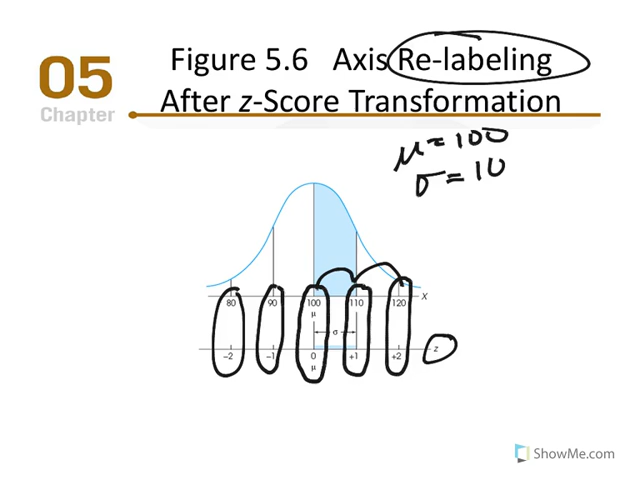 05
Chapter
Figure 5.6 Axis Re-labeling
After z-Score Transformation
μ = 100
σ = 10
80 90 100 110 120 X
μ
σ
−2 −1 0 +1 +2 z
μ
ShowMe.com